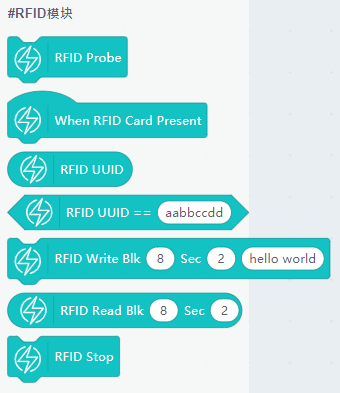 #RFID模块
RFID Probe
When RFID Card Present
RFID UUID
RFID UUID == aabbccdd
RFID Write Blk 8 Sec 2 hello world
RFID Read Blk 8 Sec 2
RFID Stop